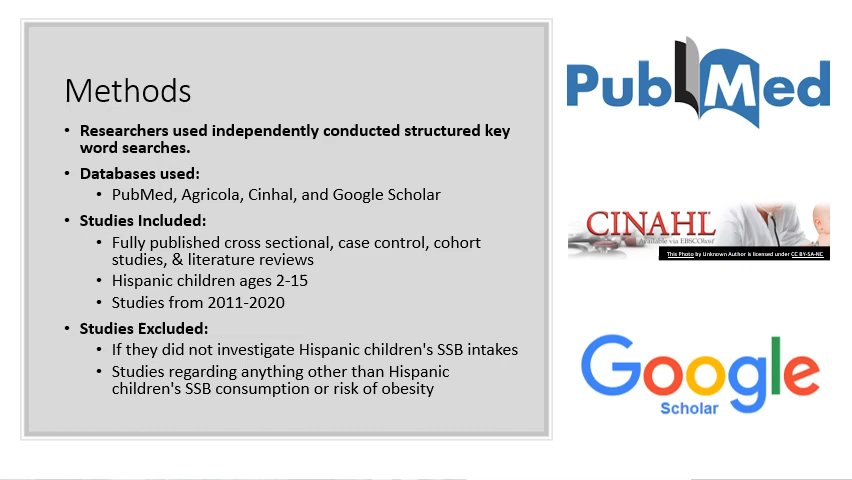 Methods
• Researchers used independently conducted structured key
word searches.
• Databases used:
• PubMed, Agricola, Cinhal, and Google Scholar
• Studies Included:
• Fully published cross sectional, case control, cohort
studies, & literature reviews
• Hispanic children ages 2-15
• Studies from 2011-2020
• Studies Excluded:
• If they did not investigate Hispanic children's SSB intakes
• Studies regarding anything other than Hispanic
children's SSB consumption or risk of obesity
PubMed
CINAHL
Available via EBSCOhost
This Photo by Unknown Author is licensed under CC BY-SA-NC
Google
Scholar